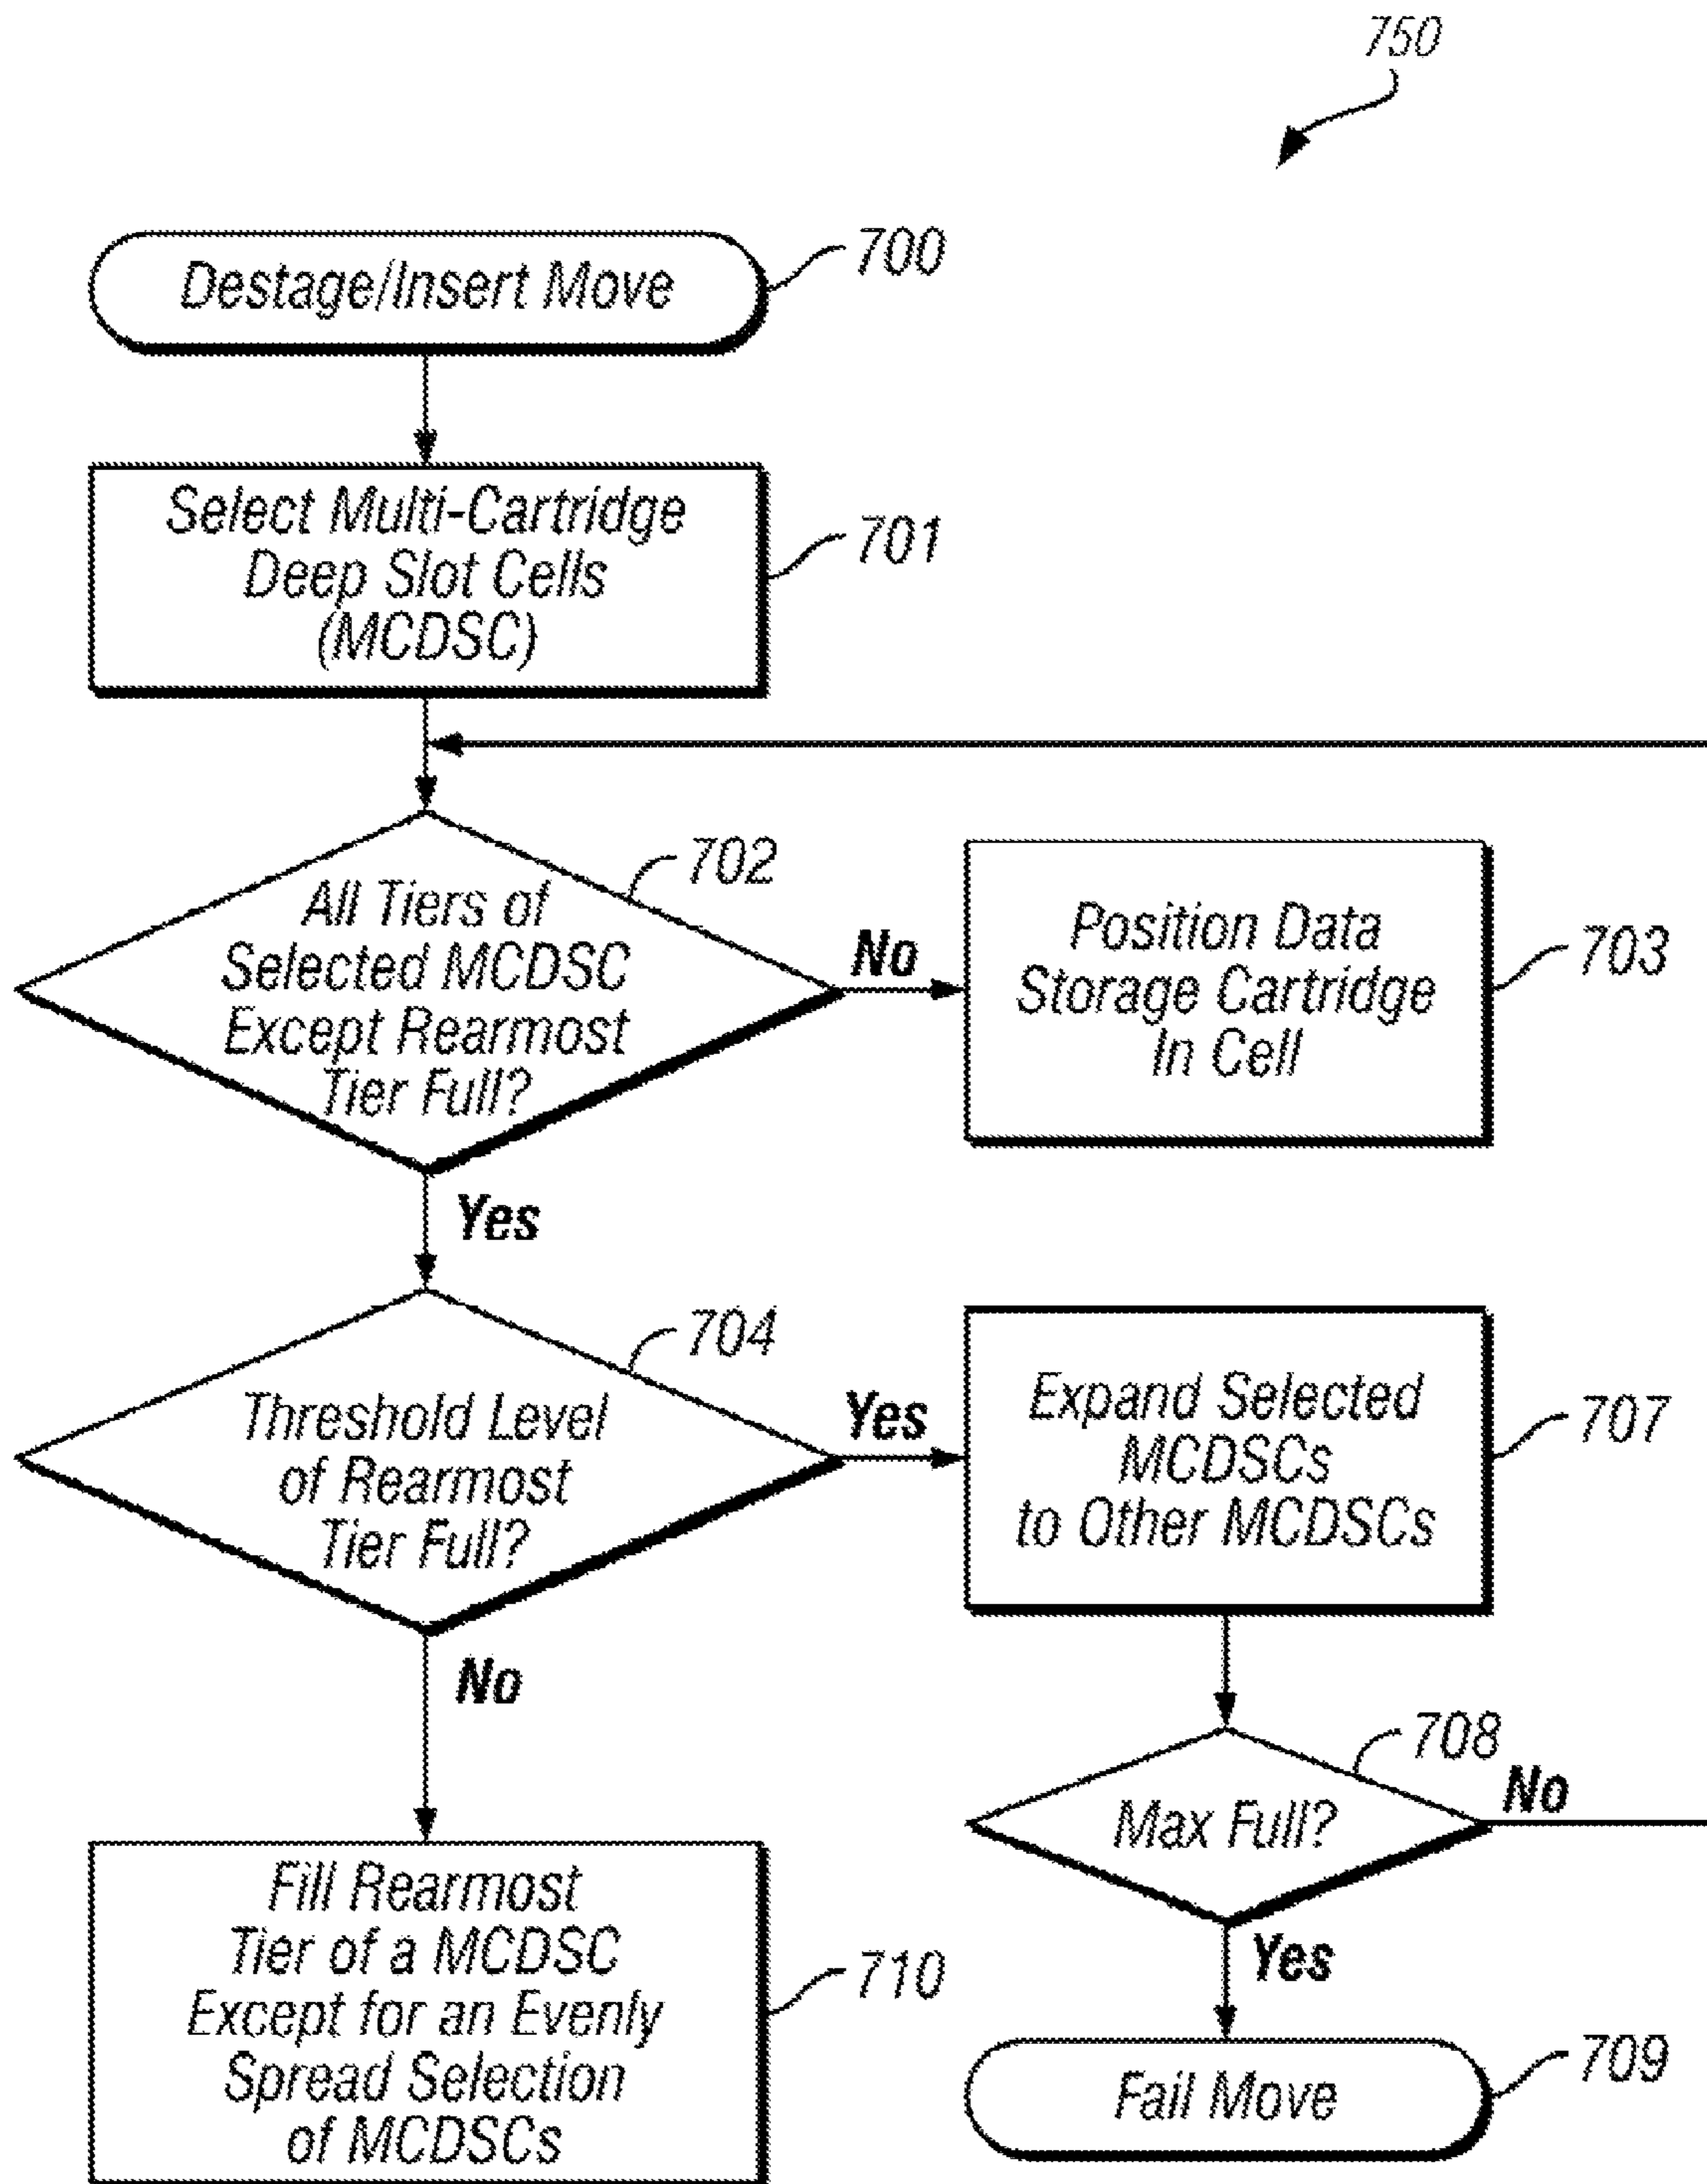 750
Destage/Insert Move
700
Select Multi-Cartridge
Deep Slot Cells
(MCDSC)
701
All Tiers of
Selected MCDSC
Except Rearmost
Tier Full?
702
No
Position Data
Storage Cartridge
In Cell
703
Yes
Threshold Level
of Rearmost
Tier Full?
704
Yes
Expand Selected
MCDSCs
to Other MCDSCs
707
No
Max Full?
708
No
Fill Rearmost
Tier of a MCDSC
Except for an Evenly
Spread Selection
of MCDSCs
710
Yes
Fail Move
709